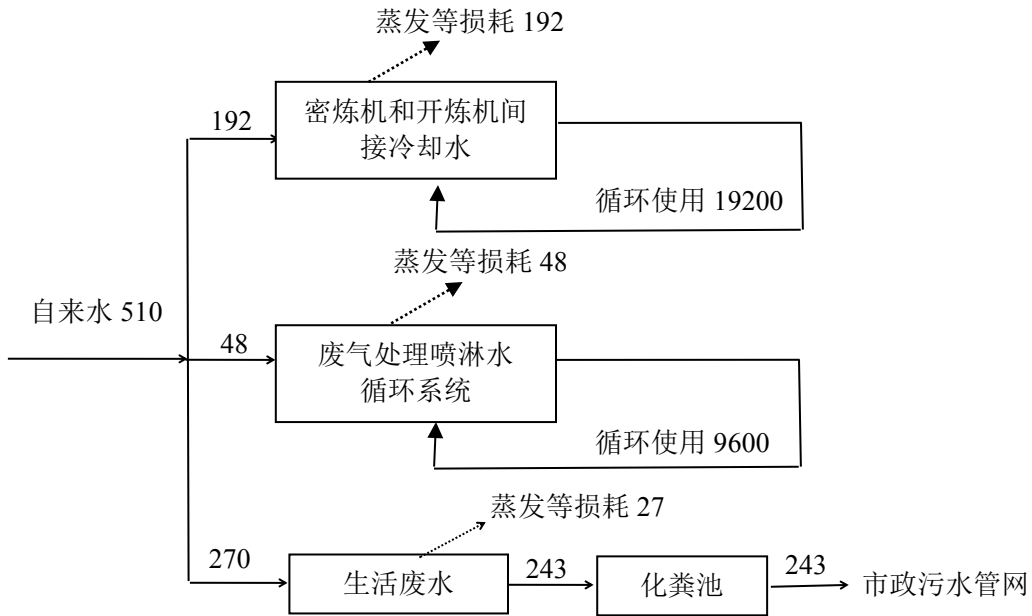 蒸发等损耗 192
192
密炼机和开炼机间
接冷却水
循环使用 19200
蒸发等损耗 48
自来水 510
48
废气处理喷淋水
循环系统
循环使用 9600
蒸发等损耗 27
270
生活废水
243
化粪池
243
市政污水管网